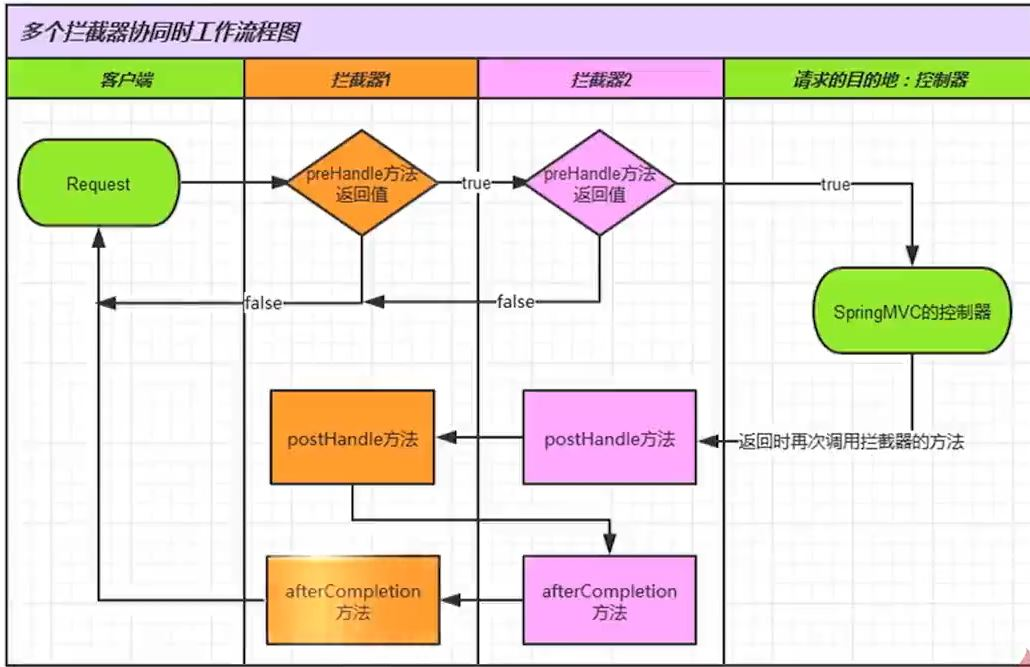 多个拦截器协同时工作流程图
客户端
拦截器1
拦截器2
请求的目的地：控制器
Request
preHandle方法
返回值
true
preHandle方法
返回值
true
false
false
SpringMVC的控制器
postHandle方法
postHandle方法
返回时再次调用拦截器的方法
afterCompletion
方法
afterCompletion
方法